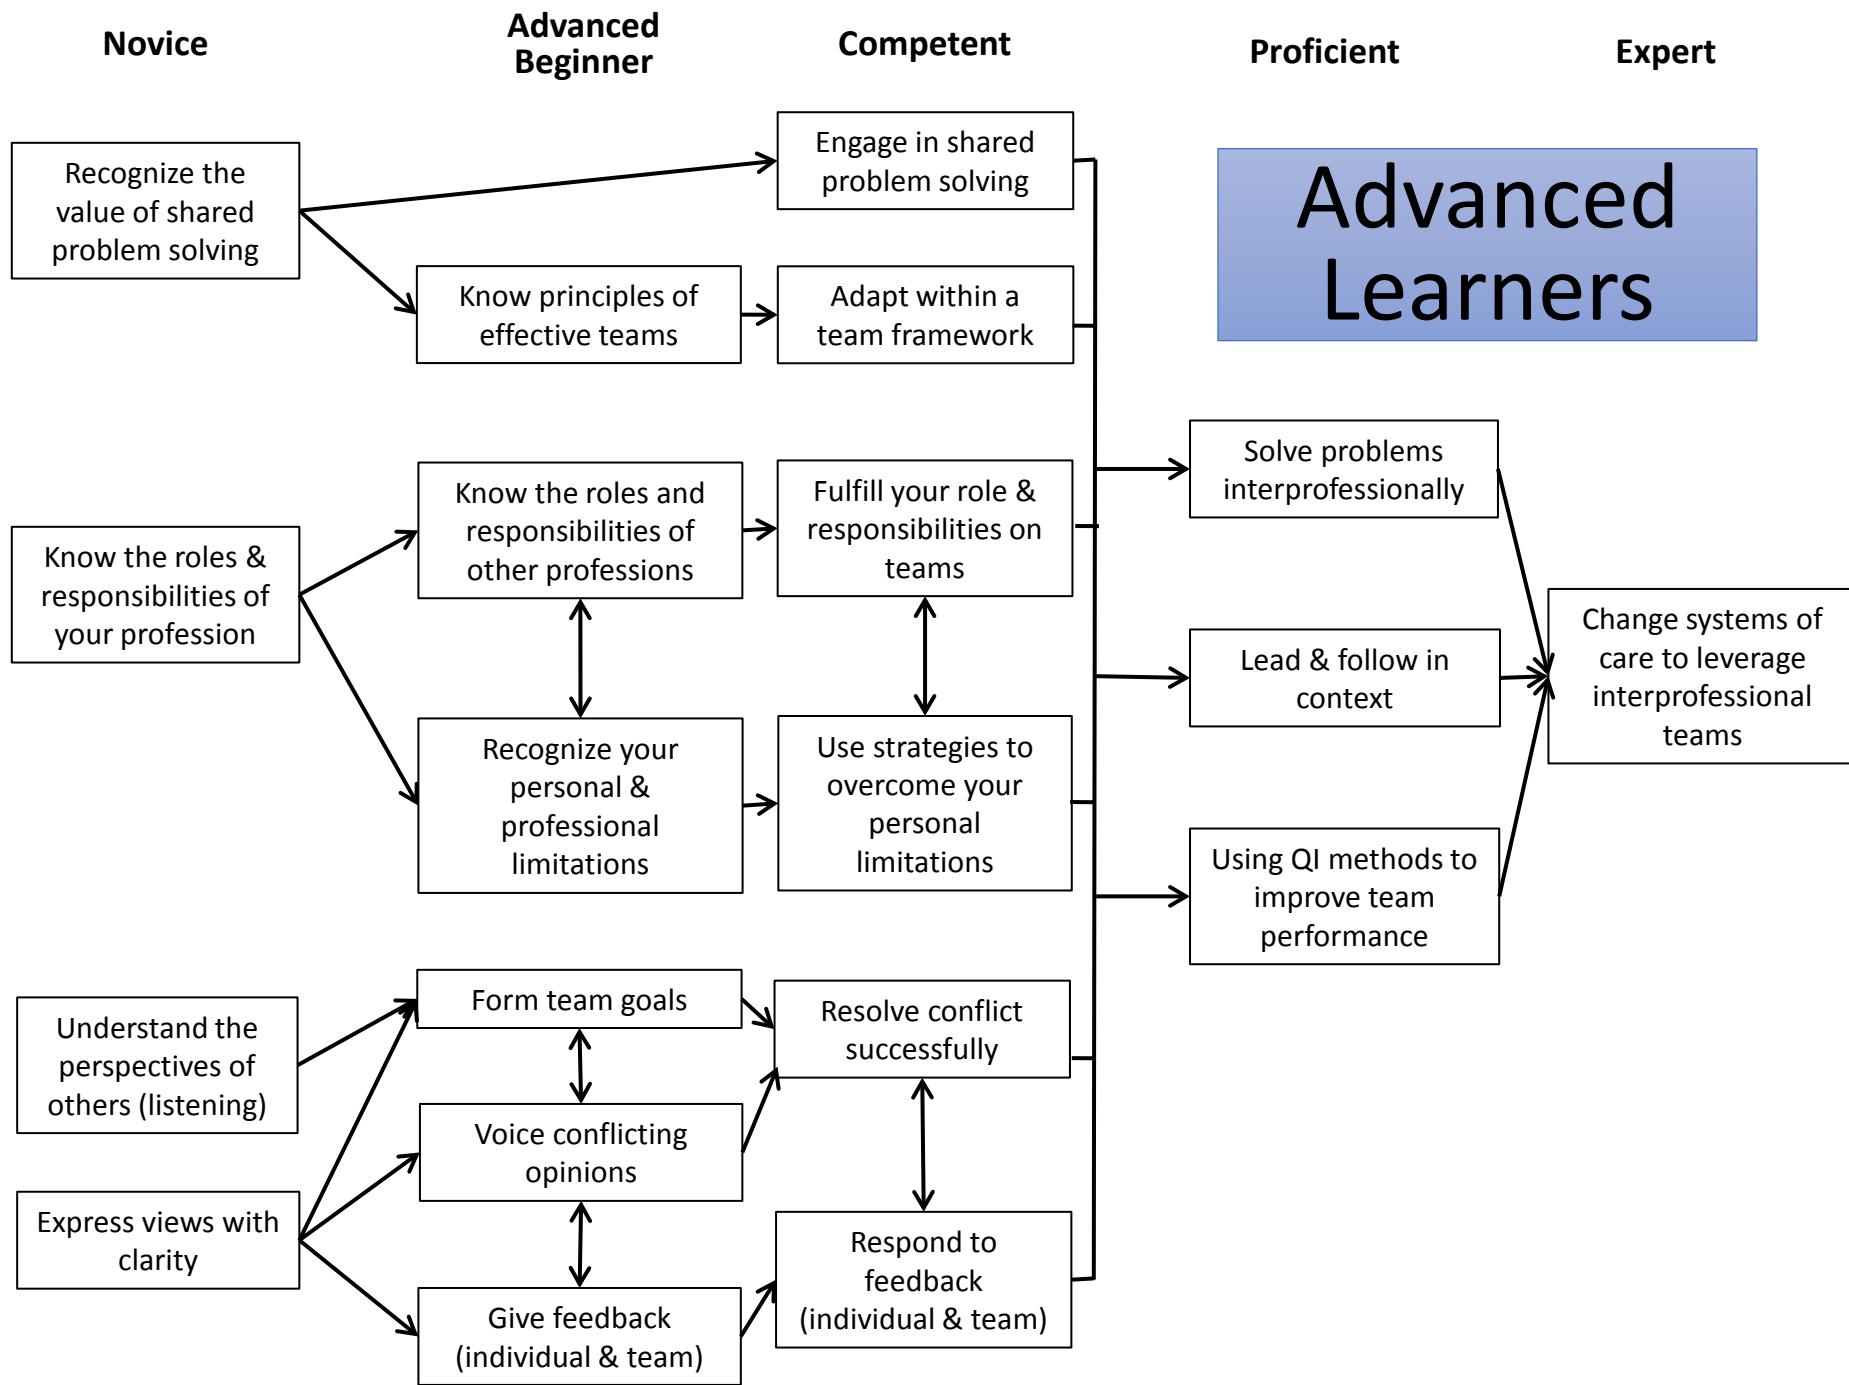 Novice
Advanced
Beginner
Competent
Proficient
Expert
Recognize the
value of shared
problem solving
Engage in shared
problem solving
Advanced
Learners
Know principles of
effective teams
Adapt within a
team framework
Know the roles &
responsibilities of
your profession
Know the roles and
responsibilities of
other professions
Fulfill your role &
responsibilities on
teams
Solve problems
interprofessionally
Recognize your
personal &
professional
limitations
Use strategies to
overcome your
personal
limitations
Lead & follow in
context
Change systems of
care to leverage
interprofessional
teams
Using QI methods to
improve team
performance
Understand the
perspectives of
others (listening)
Form team goals
Resolve conflict
successfully
Voice conflicting
opinions
Express views with
clarity
Give feedback
(individual & team)
Respond to
feedback
(individual & team)